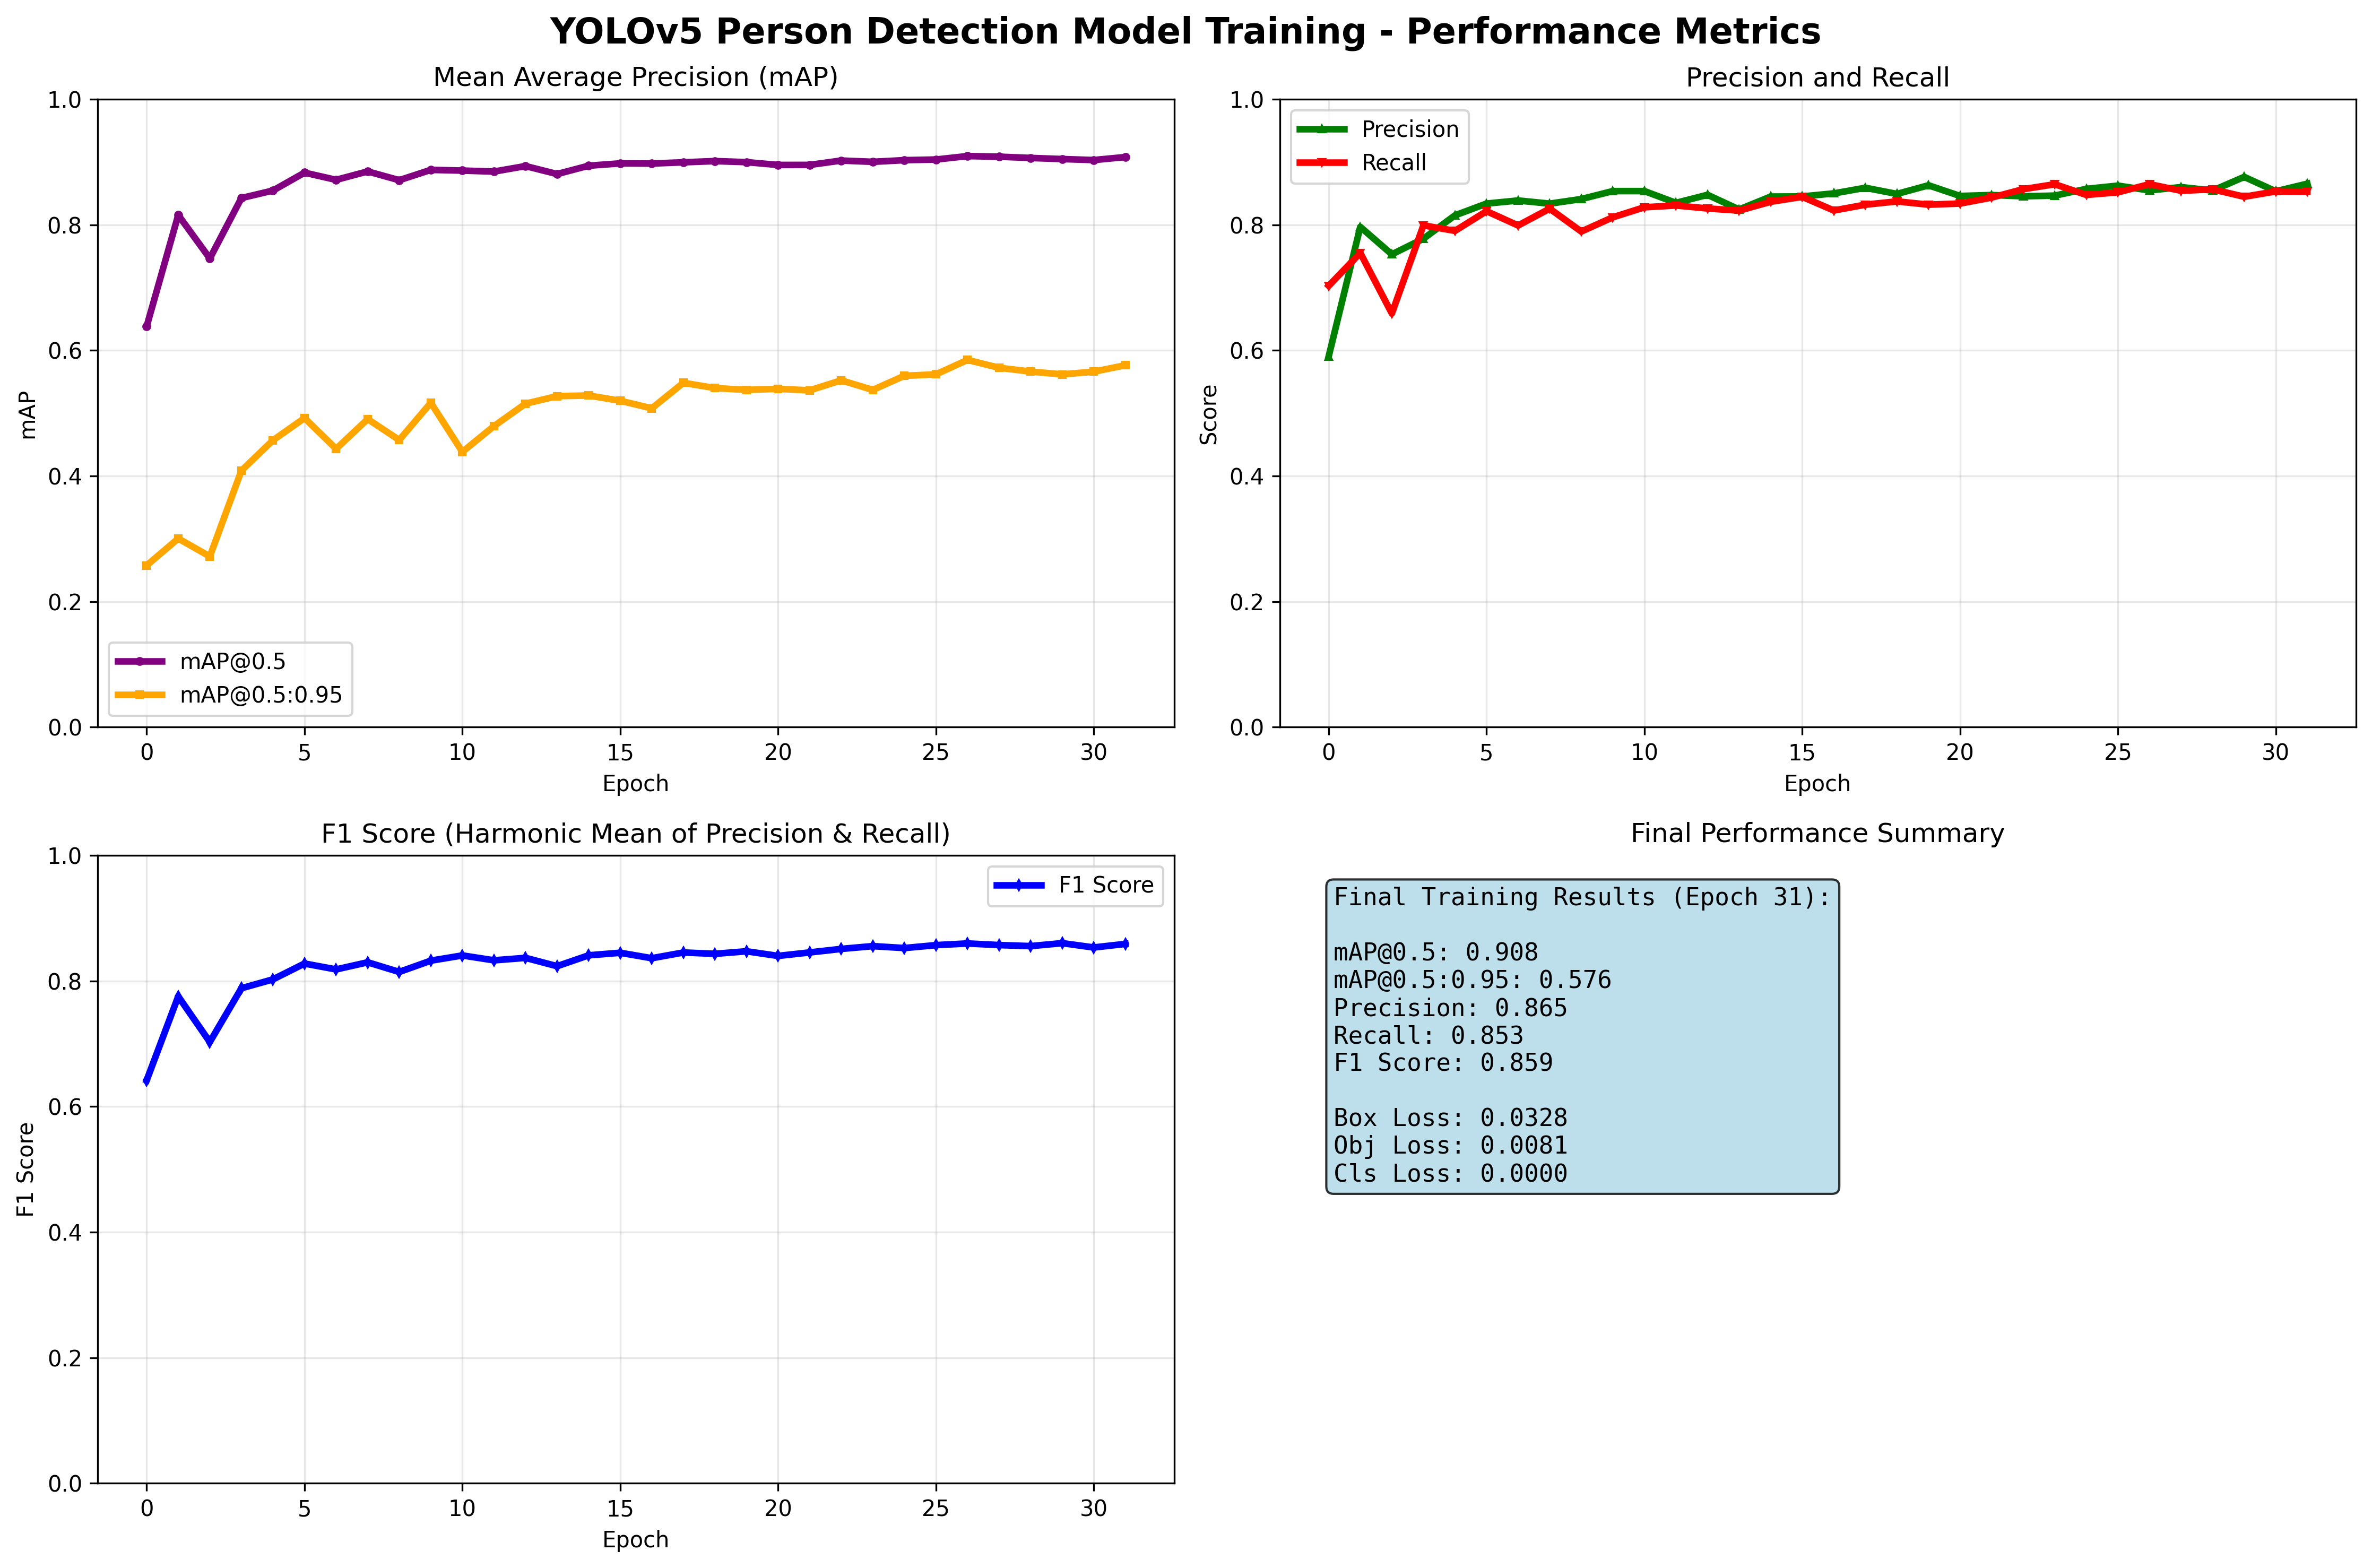 YOLOv5 Person Detection Model Training - Performance Metrics
Mean Average Precision (mAP)
1.0
0.8
0.6
0.4
0.2
0.0
mAP
mAP@0.5
mAP@0.5:0.95
0 5 10 15 20 25 30
Epoch
Precision and Recall
1.0
0.8
0.6
0.4
0.2
0.0
Score
Precision
Recall
0 5 10 15 20 25 30
Epoch
F1 Score (Harmonic Mean of Precision & Recall)
1.0
0.8
0.6
0.4
0.2
0.0
F1 Score
F1 Score
0 5 10 15 20 25 30
Epoch
Final Performance Summary
Final Training Results (Epoch 31):
mAP@0.5: 0.908
mAP@0.5:0.95: 0.576
Precision: 0.865
Recall: 0.853
F1 Score: 0.859
Box Loss: 0.0328
Obj Loss: 0.0081
Cls Loss: 0.0000